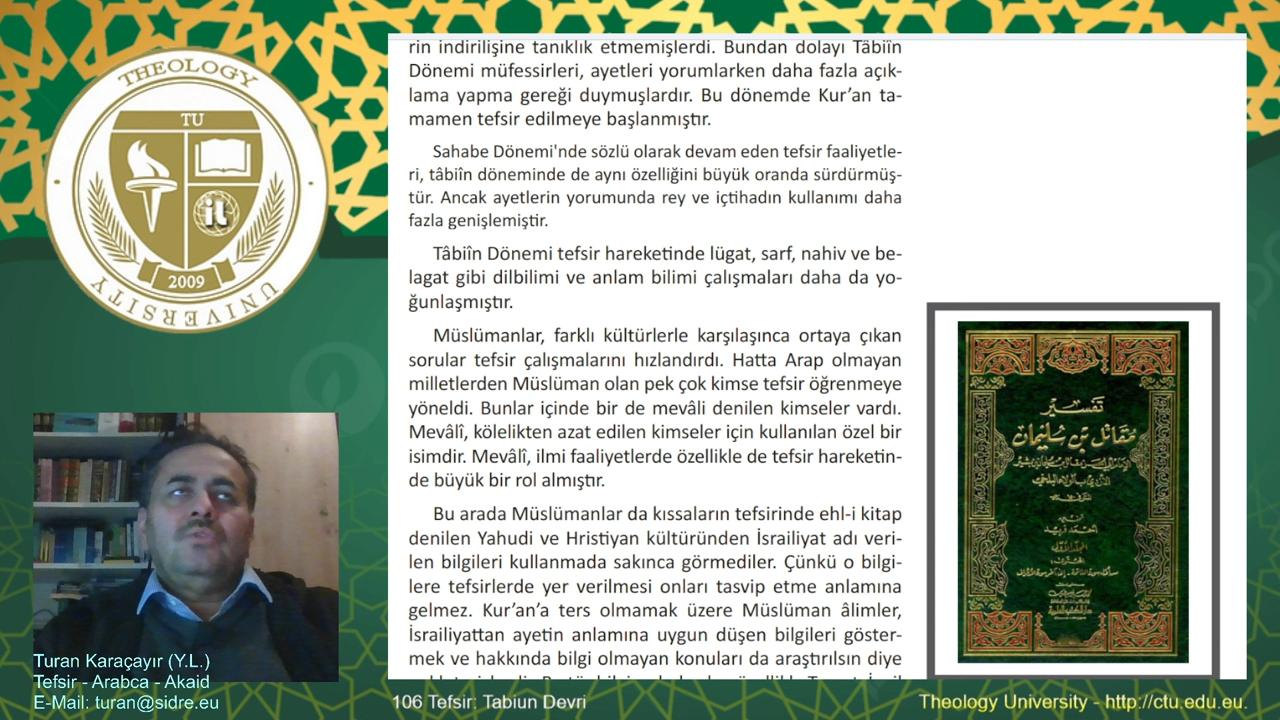 THEOLOGY
TU
iL
2009
UNIVERSITY
rin indirilişine tanıklık etmemişlerdi. Bundan dolayı Tâbiîn
Dönemi müfessirleri, ayetleri yorumlarken daha fazla açık-
lama yapma gereği duymuşlardır. Bu dönemde Kur’an ta-
mamen tefsir edilmeye başlanmıştır.
Sahabe Dönemi'nde sözlü olarak devam eden tefsir faaliyetle-
ri, tâbiîn döneminde de aynı özelliğini büyük oranda sürdürmüş-
tür. Ancak ayetlerin yorumunda rey ve içtihadın kullanımı daha
fazla genişlemiştir.
Tâbiîn Dönemi tefsir hareketinde lügat, sarf, nahiv ve be-
lagat gibi dilbilimi ve anlam bilimi çalışmaları daha da yo-
ğunlaşmıştır.
Müslümanlar, farklı kültürlerle karşılaşınca ortaya çıkan
sorular tefsir çalışmalarını hızlandırdı. Hatta Arap olmayan
milletlerden Müslüman olan pek çok kimse tefsir öğrenmeye
yöneldi. Bunlar içinde bir de mevâli denilen kimseler vardı.
Mevâlî, kölelikten azat edilen kimseler için kullanılan özel bir
isimdir. Mevâlî, ilmi faaliyetlerde özellikle de tefsir hareketin-
de büyük bir rol almıştır.
Bu arada Müslümanlar da kıssaların tefsirinde ehl-i kitap
denilen Yahudi ve Hristiyan kültüründen İsrailiyat adı veri-
len bilgileri kullanmada sakınca görmediler. Çünkü o bilgi-
lere tefsirlerde yer verilmesi onları tasvip etme anlamına
gelmez. Kur’an’a ters olmamak üzere Müslüman âlimler,
İsrailiyattan ayetin anlamına uygun düşen bilgileri göster-
mek ve hakkında bilgi olmayan konuları da araştırılsın diye
تفسير
مقاتل بن سليمان
أحمد فريد
المجلد الأول
Turan Karaçayır (Y.L.)
Tefsir - Arabca - Akaid
E-Mail: turan@sidre.eu
106 Tefsir: Tabiun Devri
Theology University - http://ctu.edu.eu.